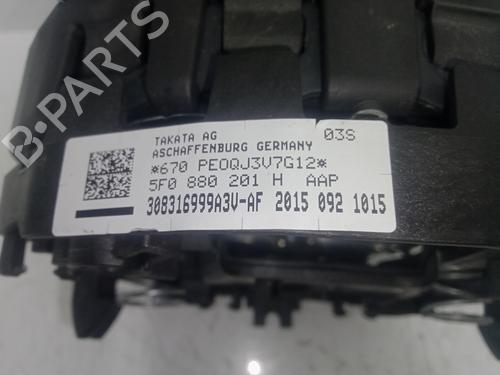 B-PARTS
TAKATA AG 03S
ASCHAFFENBURG GERMANY
*670 PEOQJ3V7G12*
5F0 880 201 H AAP
308316999A3V-AF 2015 092 1015